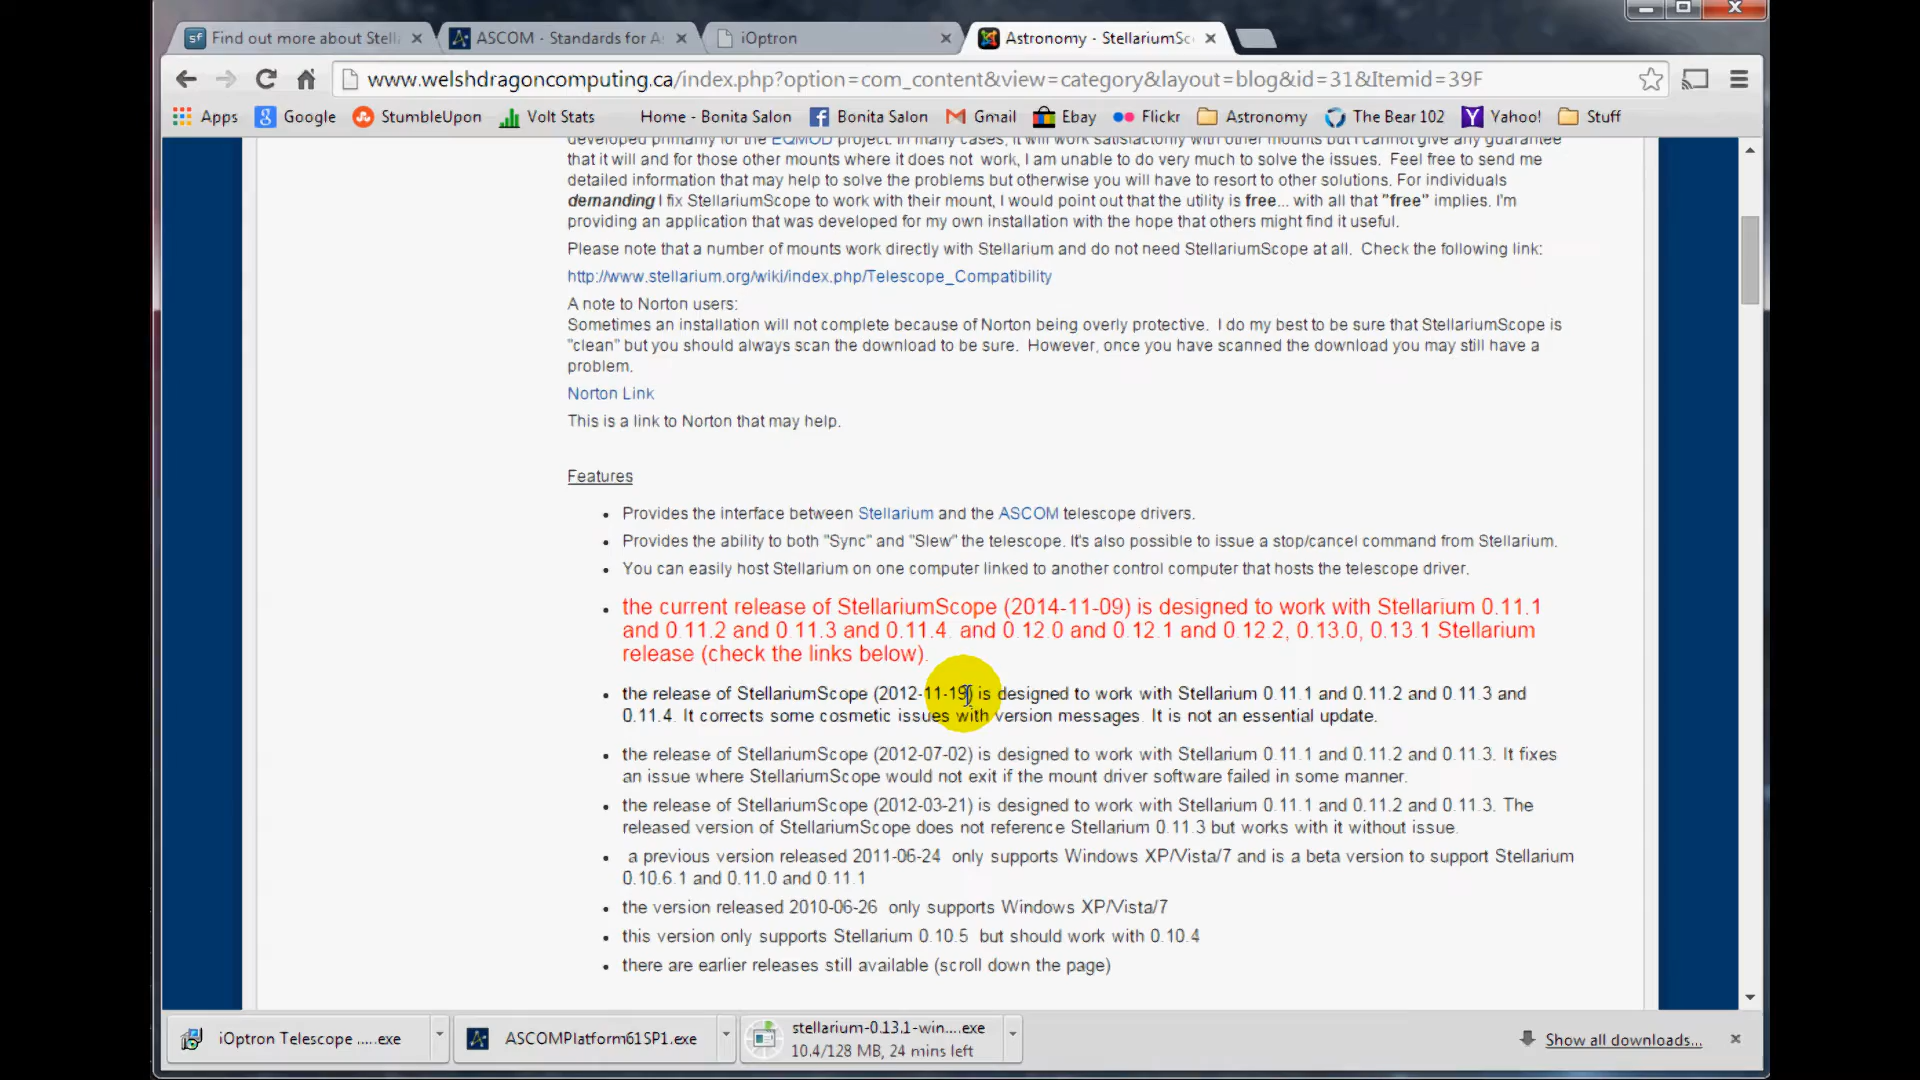 Find out more about Stell
ASCOM - Standards for A
iOptron
Astronomy - StellariumSc
www.welshdragoncomputing.ca/index.php?option=com_content&view=category&layout=blog&id=31&Itemid=39F
Apps Google StumbleUpon Volt Stats Home - Bonita Salon Bonita Salon Gmail Ebay Flickr Astronomy The Bear 102 Yahoo! Stuff
developed primarily for the EQMOD project. In many cases, it will work satisfactorily with other mounts but I cannot give any guarantee
that it will and for those other mounts where it does not work, I am unable to do very much to solve the issues. Feel free to send me
detailed information that may help to solve the problems but otherwise you will have to resort to other solutions. For individuals
demanding I fix StellariumScope to work with their mount, I would point out that the utility is free... with all that "free" implies. I'm
providing an application that was developed for my own installation with the hope that others might find it useful.
Please note that a number of mounts work directly with Stellarium and do not need StellariumScope at all. Check the following link:
http://www.stellarium.org/wiki/index.php/Telescope_Compatibility
A note to Norton users:
Sometimes an installation will not complete because of Norton being overly protective. I do my best to be sure that StellariumScope is
"clean" but you should always scan the download to be sure. However, once you have scanned the download you may still have a
problem.
Norton Link
This is a link to Norton that may help.
Features
• Provides the interface between Stellarium and the ASCOM telescope drivers.
• Provides the ability to both "Sync" and "Slew" the telescope. It's also possible to issue a stop/cancel command from Stellarium.
• You can easily host Stellarium on one computer linked to another control computer that hosts the telescope driver.
• the current release of StellariumScope (2014-11-09) is designed to work with Stellarium 0.11.1
and 0.11.2 and 0.11.3 and 0.11.4. and 0.12.0 and 0.12.1 and 0.12.2, 0.13.0, 0.13.1 Stellarium
release (check the links below).
• the release of StellariumScope (2012-11-19) is designed to work with Stellarium 0.11.1 and 0.11.2 and 0.11.3 and
0.11.4. It corrects some cosmetic issues with version messages. It is not an essential update.
• the release of StellariumScope (2012-07-02) is designed to work with Stellarium 0.11.1 and 0.11.2 and 0.11.3. It fixes
an issue where StellariumScope would not exit if the mount driver software failed in some manner.
• the release of StellariumScope (2012-03-21) is designed to work with Stellarium 0.11.1 and 0.11.2 and 0.11.3. The
released version of StellariumScope does not reference Stellarium 0.11.3 but works with it without issue.
• a previous version released 2011-06-24 only supports Windows XP/Vista/7 and is a beta version to support Stellarium
0.10.6.1 and 0.11.0 and 0.11.1
• the version released 2010-06-26 only supports Windows XP/Vista/7
• this version only supports Stellarium 0.10.5 but should work with 0.10.4
• there are earlier releases still available (scroll down the page)
iOptron Telescope .....exe
ASCOMPlatform61SP1.exe
stellarium-0.13.1-win....exe
10.4/128 MB, 24 mins left
Show all downloads...